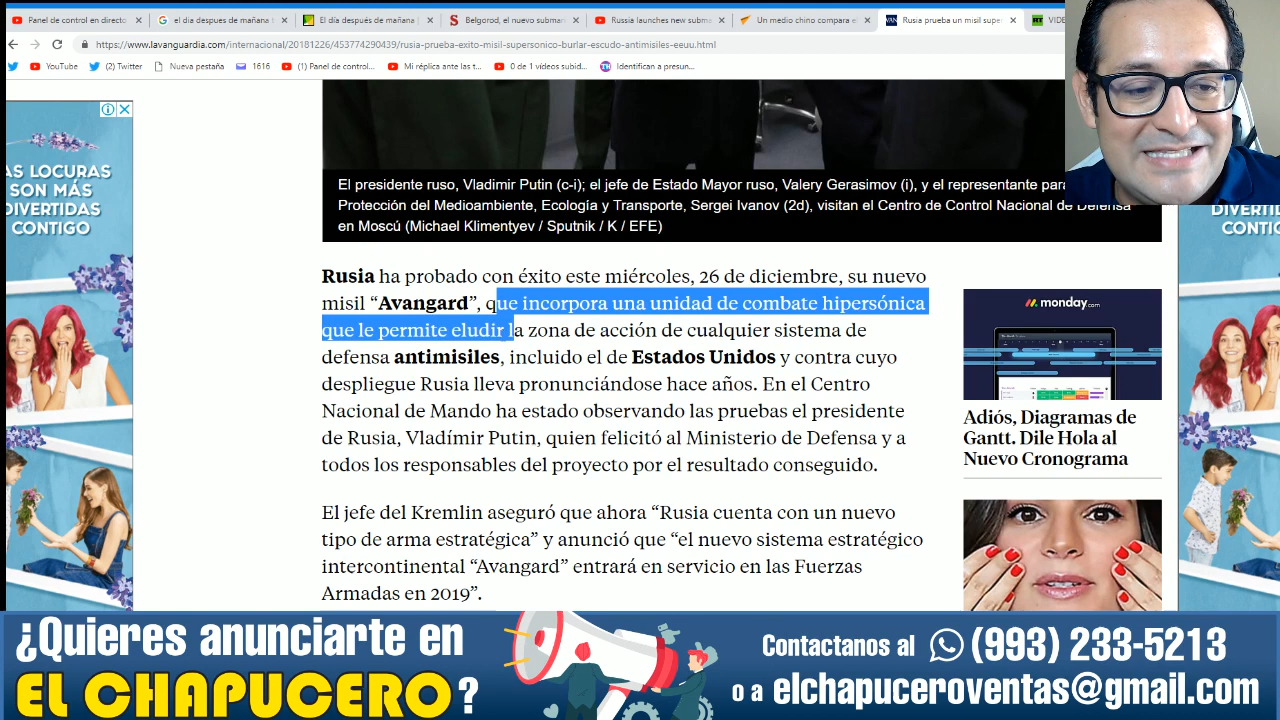 Panel de control en directo
el dia despues de mañana
El día después de mañana
Belgorod, el nuevo subma
Russia launches new subma
Un medio chino compara el
Rusia prueba un misil supe
VIDE
https://www.lavanguardia.com/internacional/20181226/453774290439/rusia-prueba-exito-misil-supersonico-burlar-escudo-antimisiles-eeuu.html
YouTube
(2) Twitter
Nueva pestaña
1616
(1) Panel de control...
Mi réplica ante las t...
0 de 1 vídeos subid...
Identifican a presun...
AS LOCURAS
SON MÁS
DIVERTIDAS
CONTIGO
El presidente ruso, Vladimir Putin (c-i); el jefe de Estado Mayor ruso, Valery Gerasimov (i), y el representante para
Protección del Medioambiente, Ecología y Transporte, Sergei Ivanov (2d), visitan el Centro de Control Nacional de Defensa
en Moscú (Michael Klimentyev / Sputnik / K / EFE)
Rusia ha probado con éxito este miércoles, 26 de diciembre, su nuevo
misil “Avangard”, que incorpora una unidad de combate hipersónica
que le permite eludir la zona de acción de cualquier sistema de
defensa antimisiles, incluido el de Estados Unidos y contra cuyo
despliegue Rusia lleva pronunciándose hace años. En el Centro
Nacional de Mando ha estado observando las pruebas el presidente
de Rusia, Vladímir Putin, quien felicitó al Ministerio de Defensa y a
todos los responsables del proyecto por el resultado conseguido.
El jefe del Kremlin aseguró que ahora “Rusia cuenta con un nuevo
tipo de arma estratégica” y anunció que “el nuevo sistema estratégico
intercontinental “Avangard” entrará en servicio en las Fuerzas
Armadas en 2019”.
monday.com
Adiós, Diagramas de
Gantt. Dile Hola al
Nuevo Cronograma
DIVERTID
CONTIG
¿Quieres anunciarte en
EL CHAPUCERO?
Contactanos al (993) 233-5213
o a elchapuceroventas@gmail.com